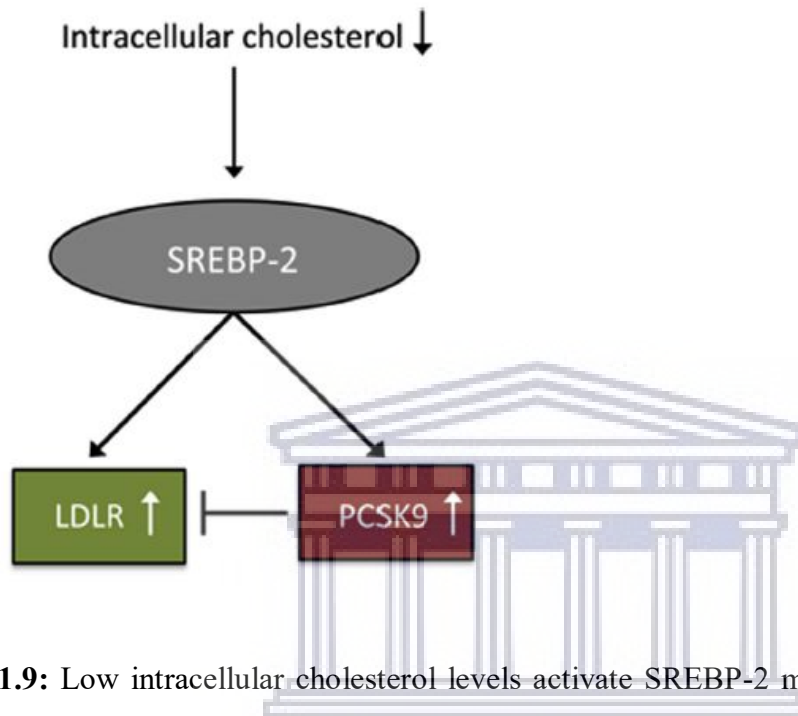 Intracellular cholesterol ↓
SREBP-2
LDLR ↑
PCSK9 ↑
1.9: Low intracellular cholesterol levels activate SREBP-2